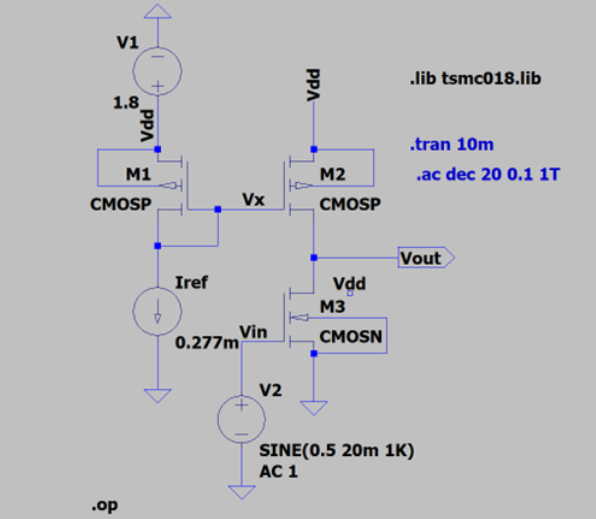 V1
1.8
Vdd
Vdd
.lib tsmc018.lib
.tran 10m
.ac dec 20 0.1 1T
M1
CMOSP
Vx
M2
CMOSP
Vout
Iref
0.277m
Vdd
M3
CMOSN
Vin
V2
SINE(0.5 20m 1K)
AC 1
.op